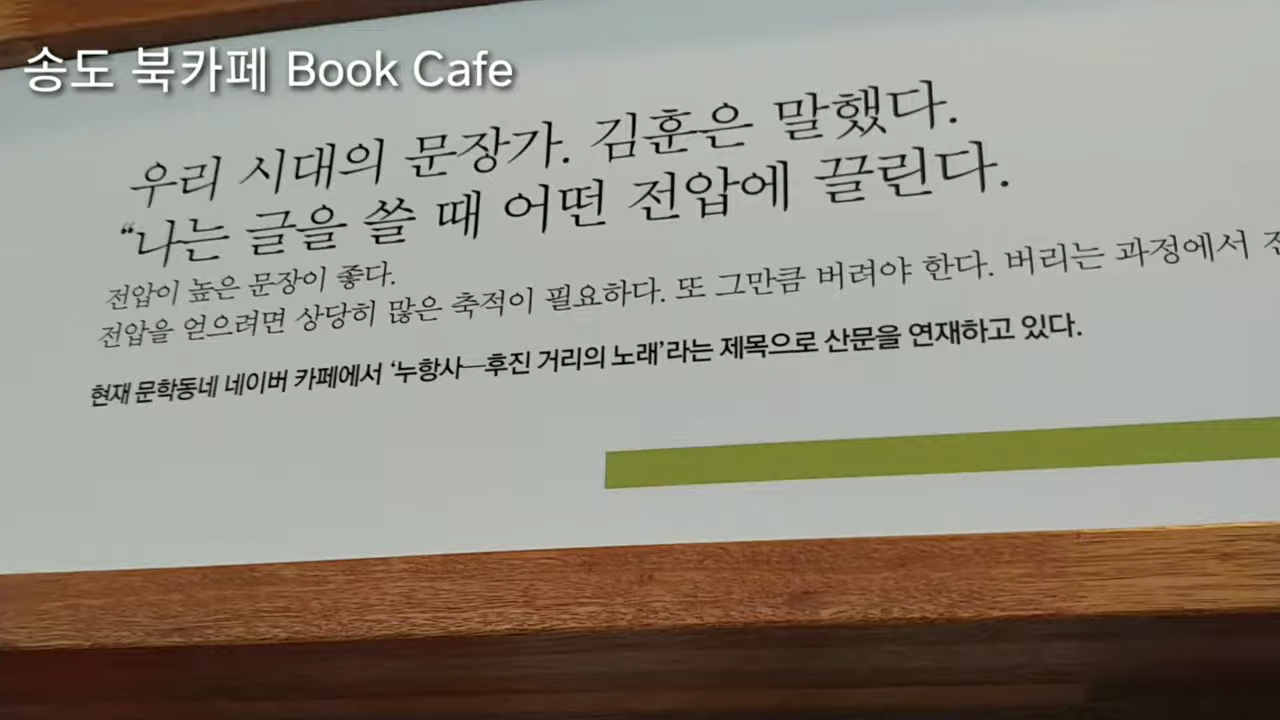 송도 북카페 Book Cafe
우리 시대의 문장가. 김훈은 말했다.
“나는 글을 쓸 때 어떤 전압에 끌린다.
전압이 높은 문장이 좋다.
전압을 얻으려면 상당히 많은 축적이 필요하다. 또 그만큼 버려야 한다. 버리는 과정에서
현재 문학동네 네이버 카페에서 ‘누항사—후진 거리의 노래’라는 제목으로 산문을 연재하고 있다.